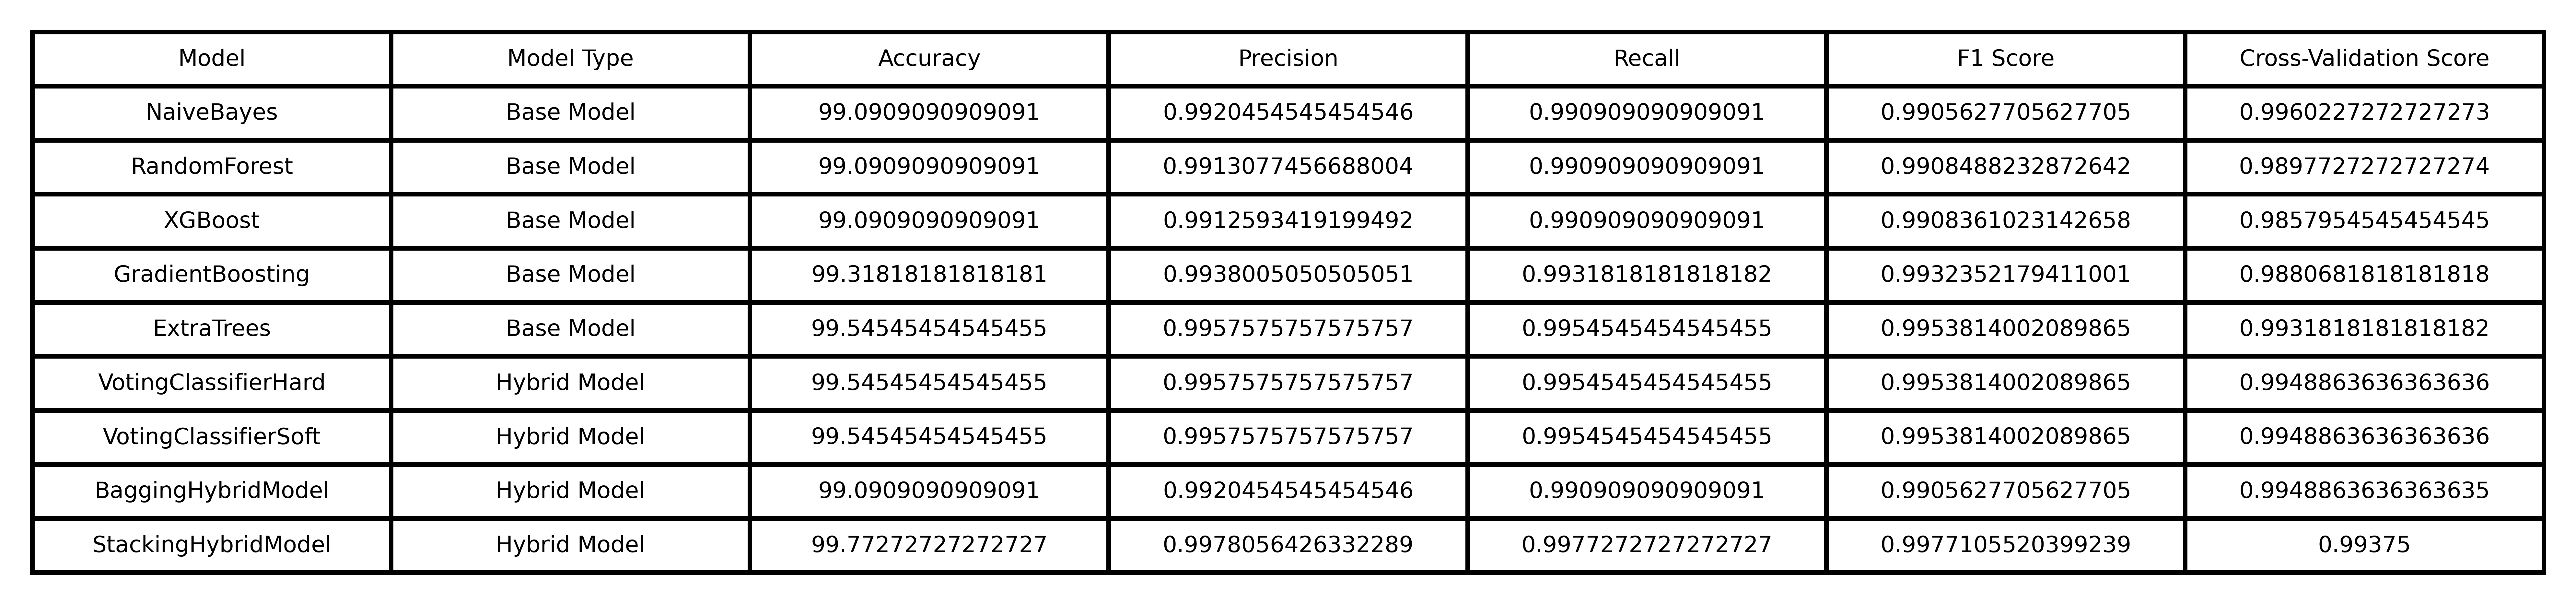 Model Model Type Accuracy Precision Recall F1 Score Cross-Validation Score
NaiveBayes Base Model 99.0909090909091 0.9920454545454546 0.990909090909091 0.9905627705627705 0.9960227272727273
RandomForest Base Model 99.0909090909091 0.9913077456688004 0.990909090909091 0.9908488232872642 0.9897727272727274
XGBoost Base Model 99.0909090909091 0.9912593419199492 0.990909090909091 0.9908361023142658 0.9857954545454545
GradientBoosting Base Model 99.31818181818181 0.9938005050505051 0.9931818181818182 0.9932352179411001 0.9880681818181818
ExtraTrees Base Model 99.54545454545455 0.9957575757575757 0.9954545454545455 0.9953814002089865 0.9931818181818182
VotingClassifierHard Hybrid Model 99.54545454545455 0.9957575757575757 0.9954545454545455 0.9953814002089865 0.9948863636363636
VotingClassifierSoft Hybrid Model 99.54545454545455 0.9957575757575757 0.9954545454545455 0.9953814002089865 0.9948863636363636
BaggingHybridModel Hybrid Model 99.0909090909091 0.9920454545454546 0.990909090909091 0.9905627705627705 0.9948863636363635
StackingHybridModel Hybrid Model 99.77272727272727 0.9978056426332289 0.9977272727272727 0.9977105520399239 0.99375